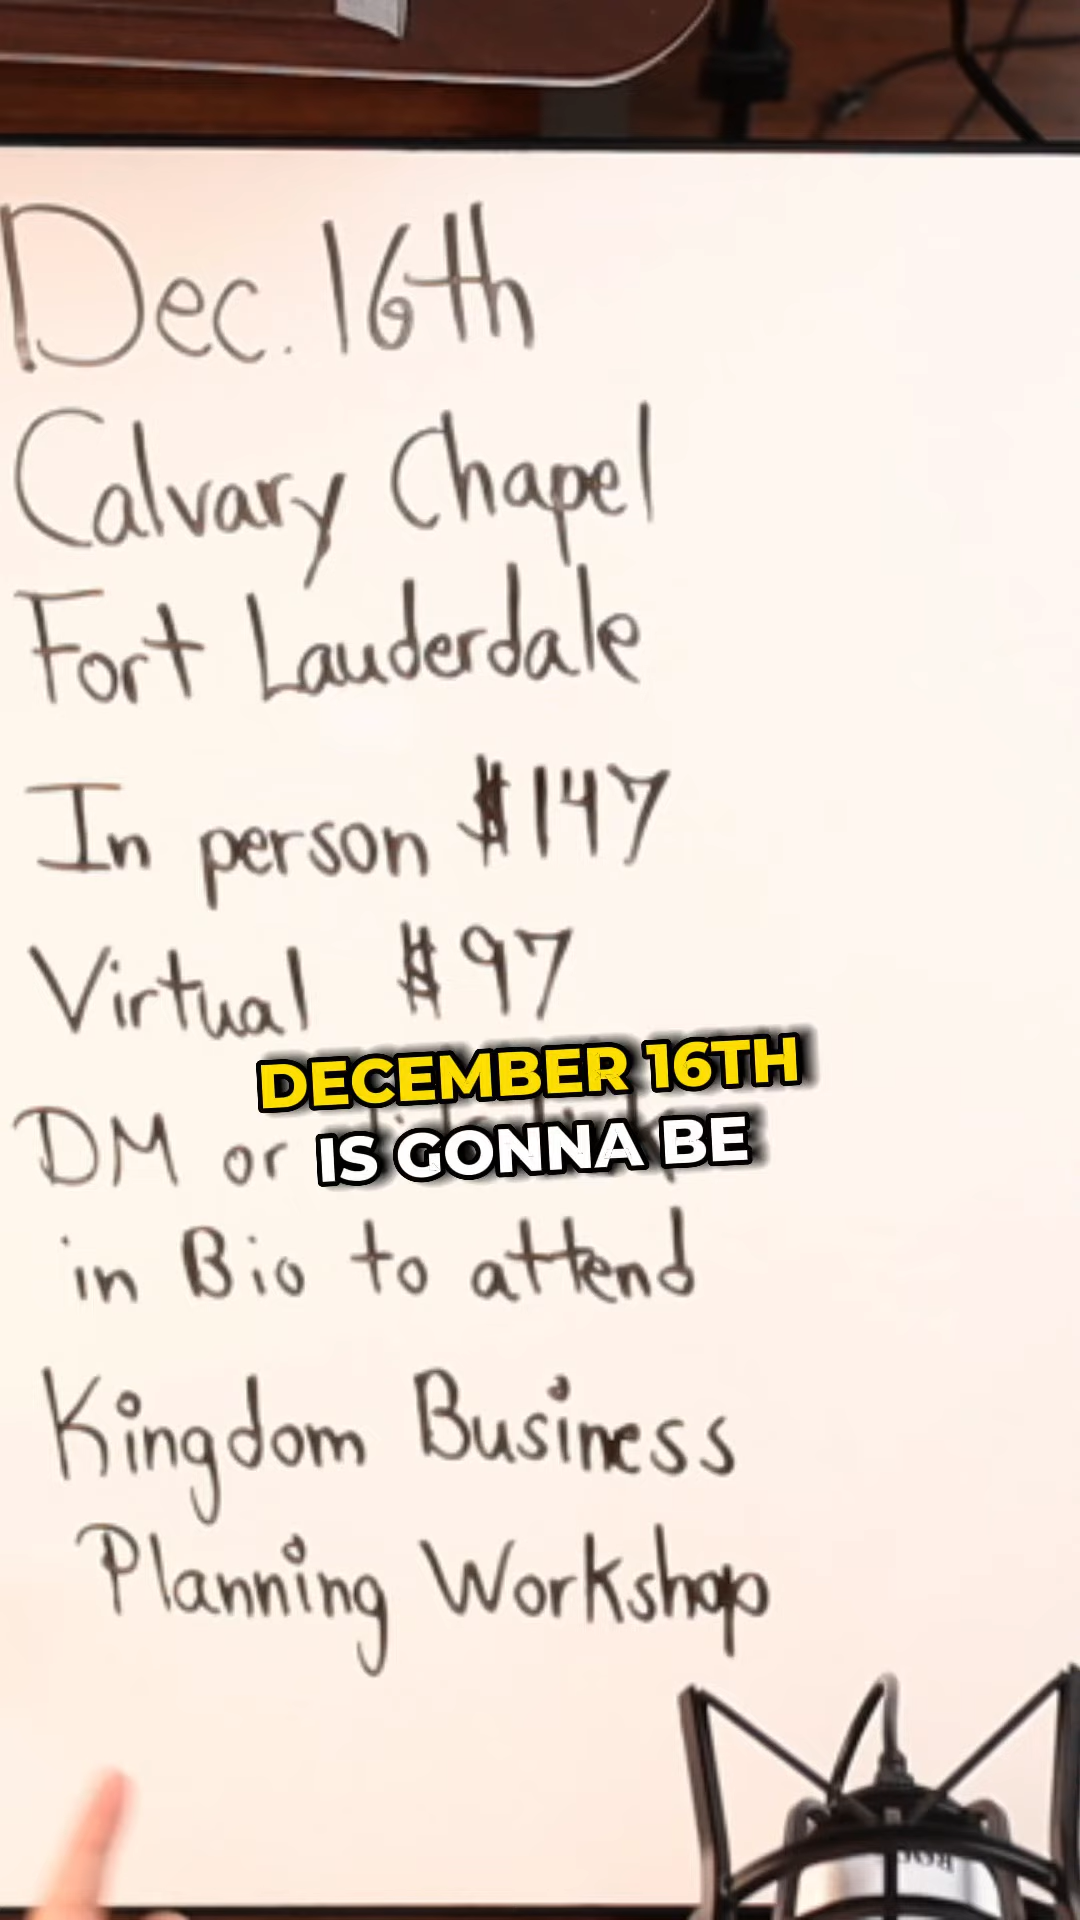 Dec. 16th
Calvary Chapel
Fort Lauderdale
In person $147
Virtual $97
DECEMBER 16TH
IS GONNA BE
DM or
in Bio to attend
Kingdom Business
Planning Workshop